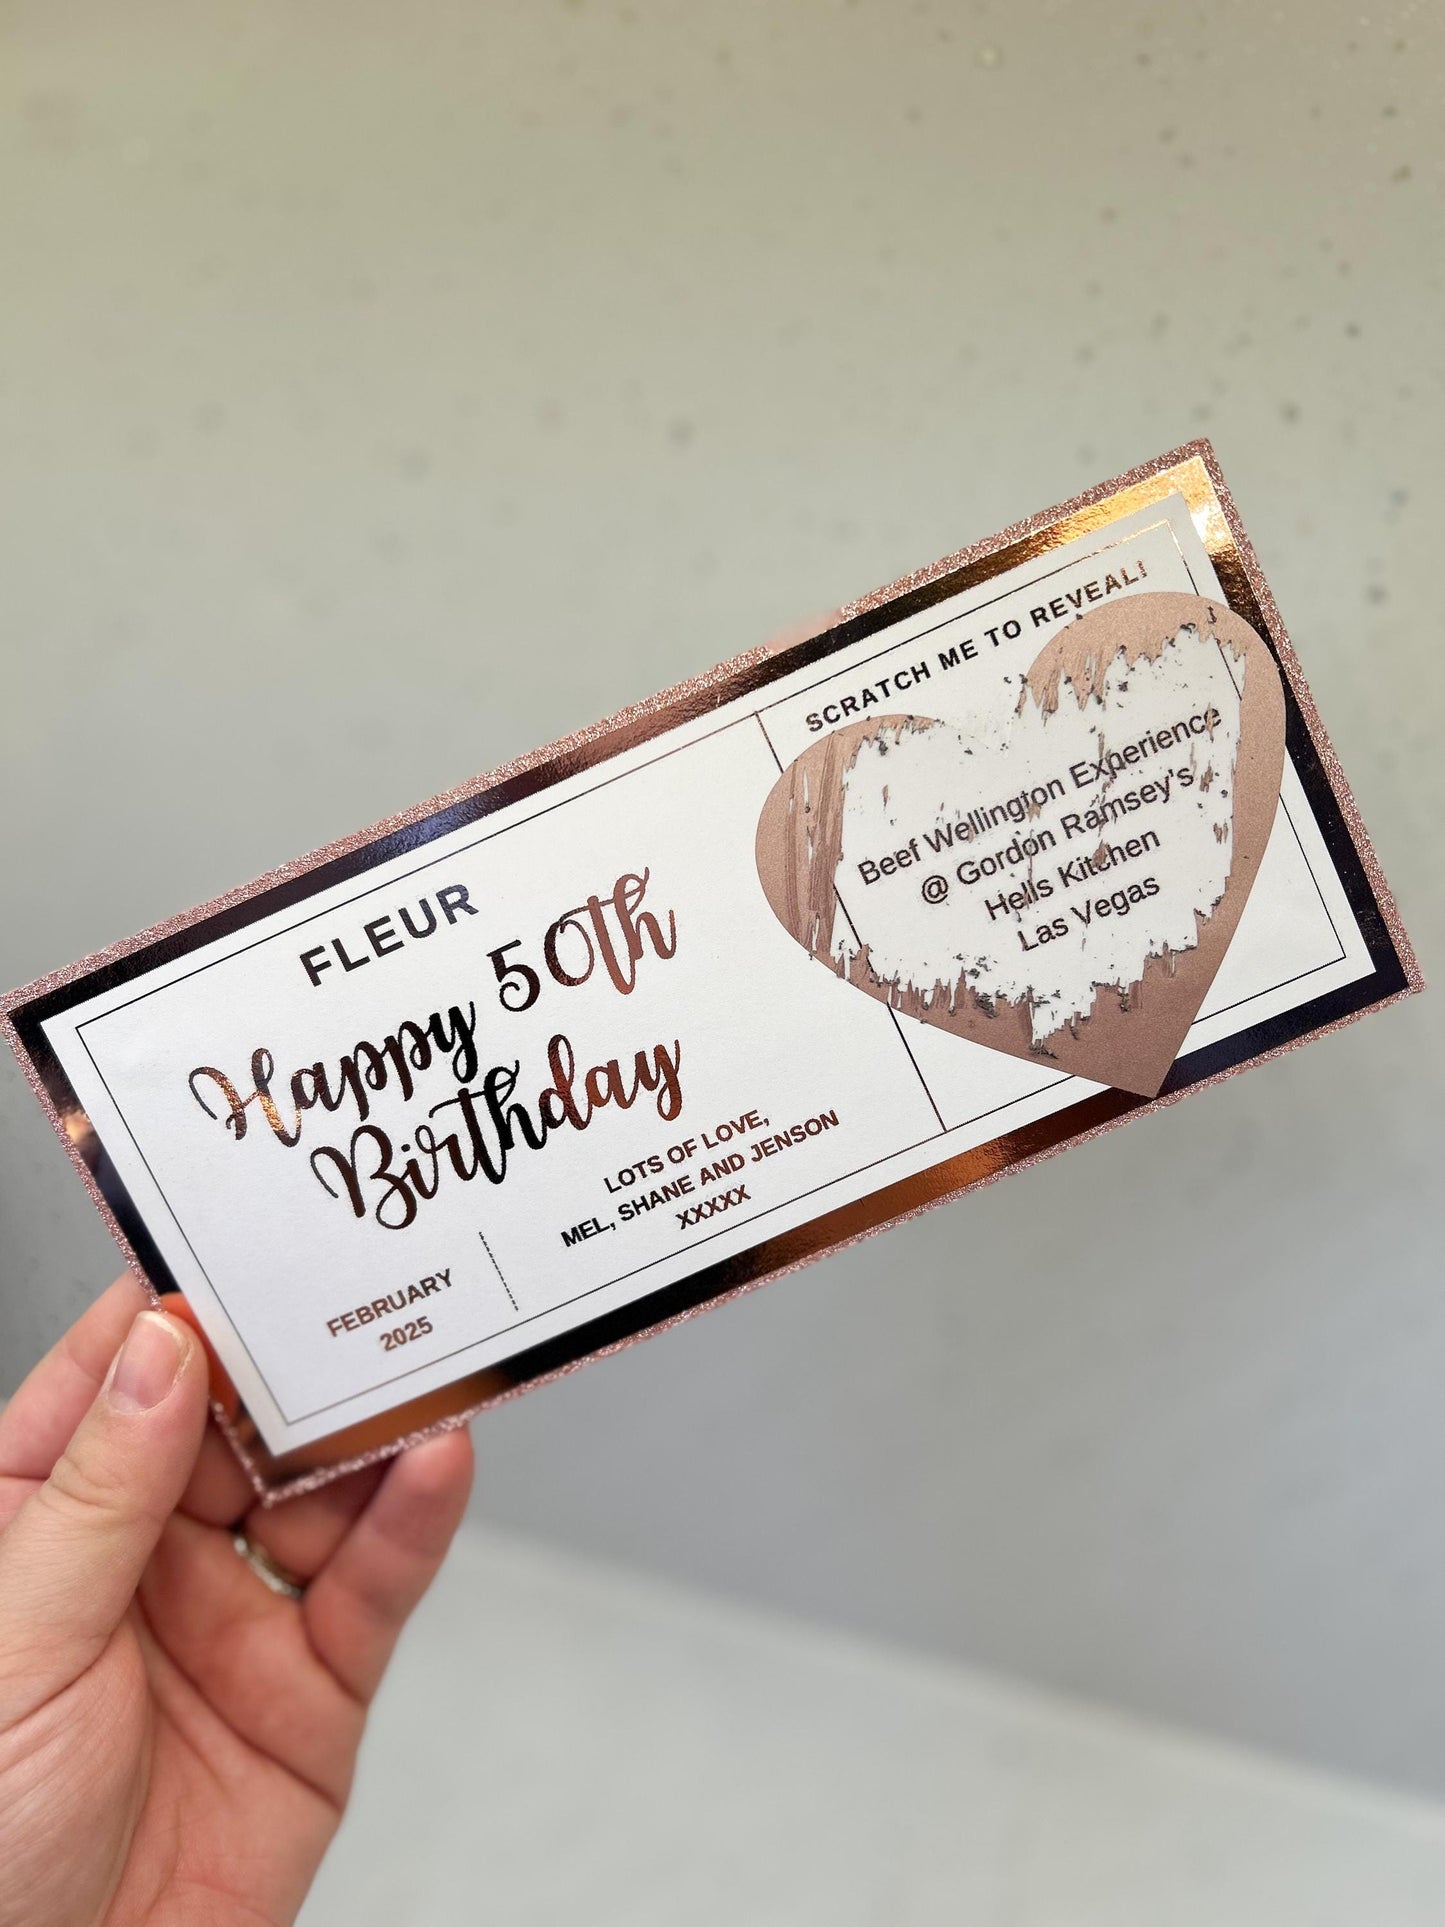 FLEUR
Happy 50th
Birthday
LOTS OF LOVE,
MEL, SHANE AND JENSON
XXXXX
FEBRUARY
2025
SCRATCH ME TO REVEAL!
Beef Wellington Experience
@ Gordon Ramsey's
Hells Kitchen
Las Vegas